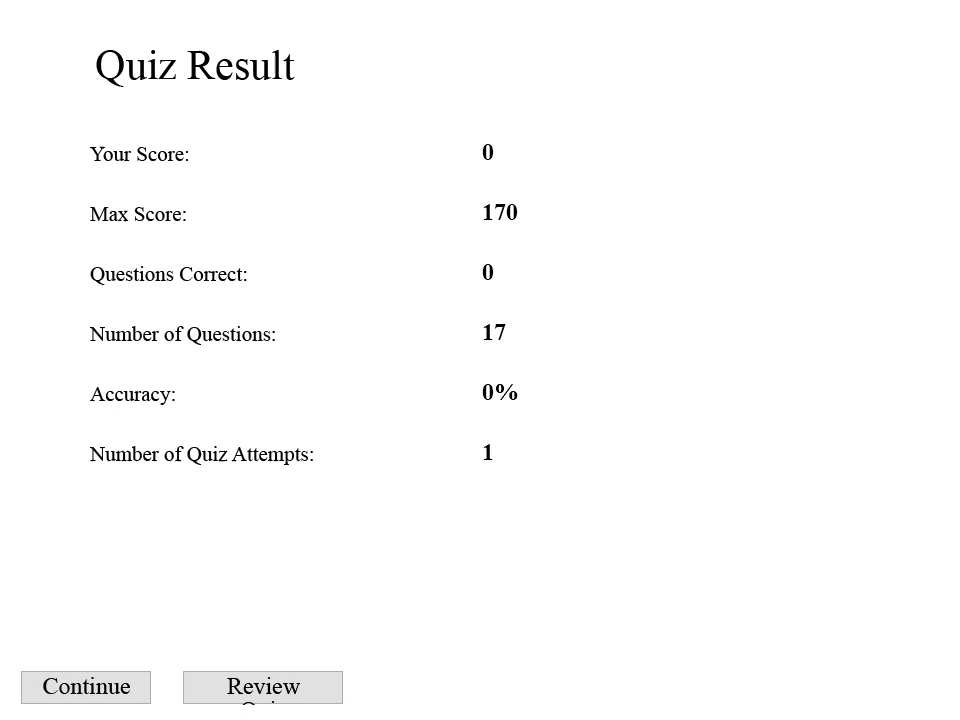 Quiz Result
Your Score: 0
Max Score: 170
Questions Correct: 0
Number of Questions: 17
Accuracy: 0%
Number of Quiz Attempts: 1
Continue
Review